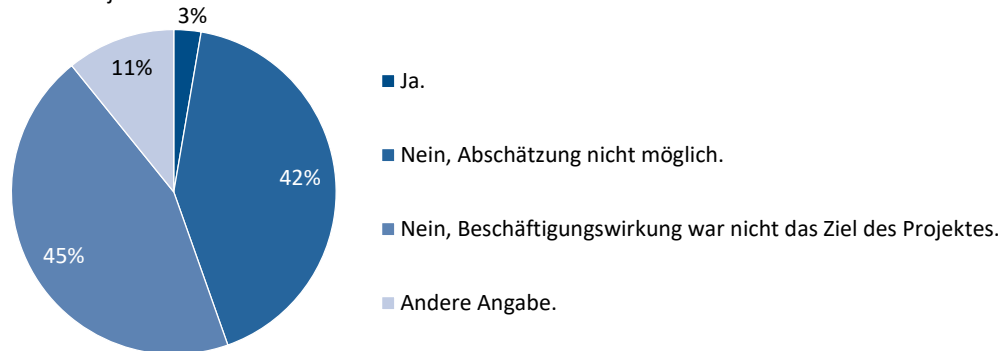 3%
11%
Ja.
Nein, Abschätzung nicht möglich.
42%
Nein, Beschäftigungswirkung war nicht das Ziel des Projektes.
45%
Andere Angabe.